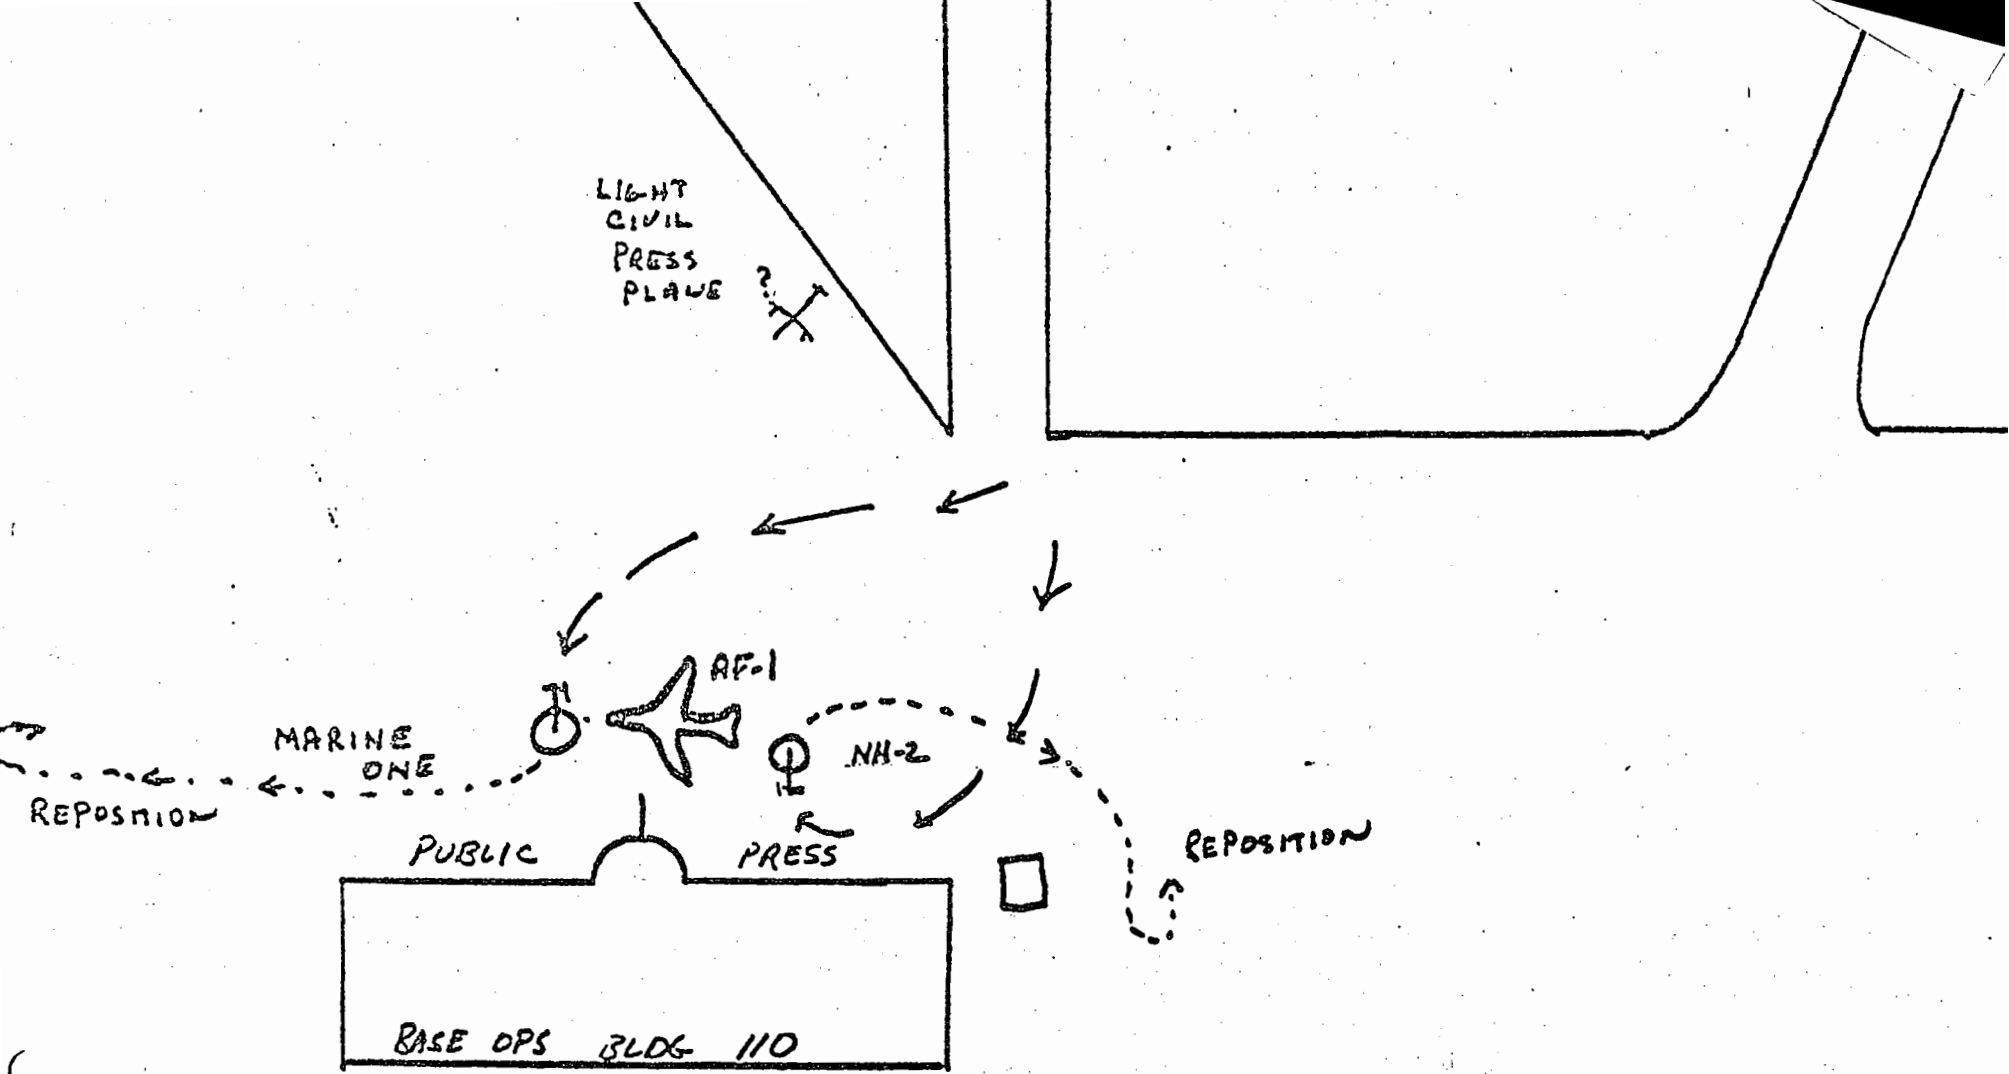 LIGHT
CIVIL
PRESS
PLANE ?
AF-1
MARINE
ONE
NH-2
REPOSITION
REPOSITION
PUBLIC
PRESS
BASE OPS BLDG 110